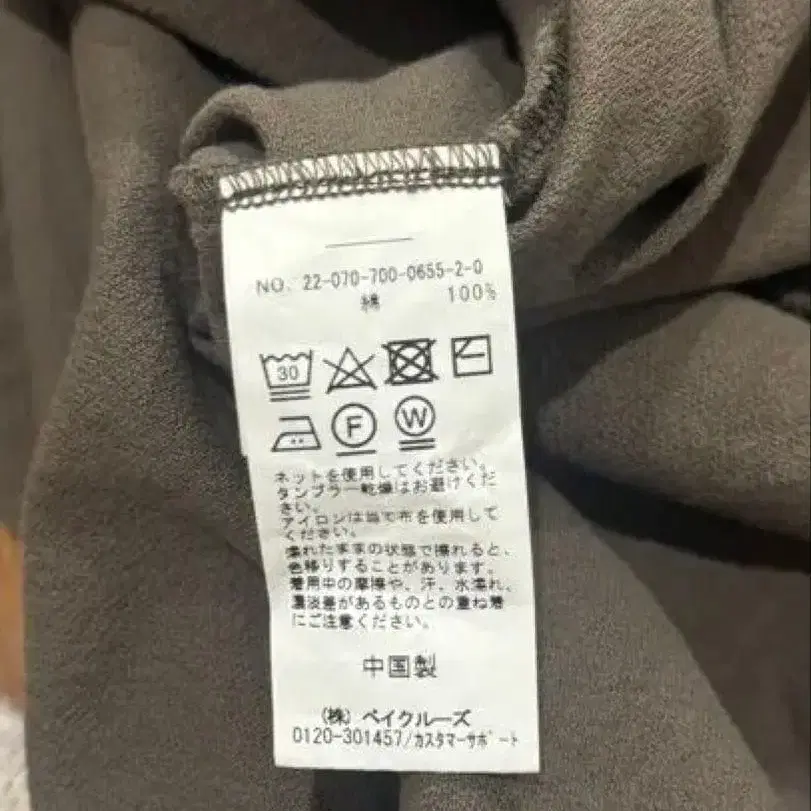 NO. 22-070-700-0655-2-0
綿 100%
30
F W
ネットを使用してください。
タンブラー乾燥はお避けくだ
さい。
アイロンは当て布を使用して
ください。
濡れたままの状態で擦れると、
色移りすることがあります。
着用中の摩擦や、汗、水濡れ、
濃淡差があるものとの重ね着
にご注意ください。
中国製
(株) ベイクルーズ
0120-301457/カスタマーサポート